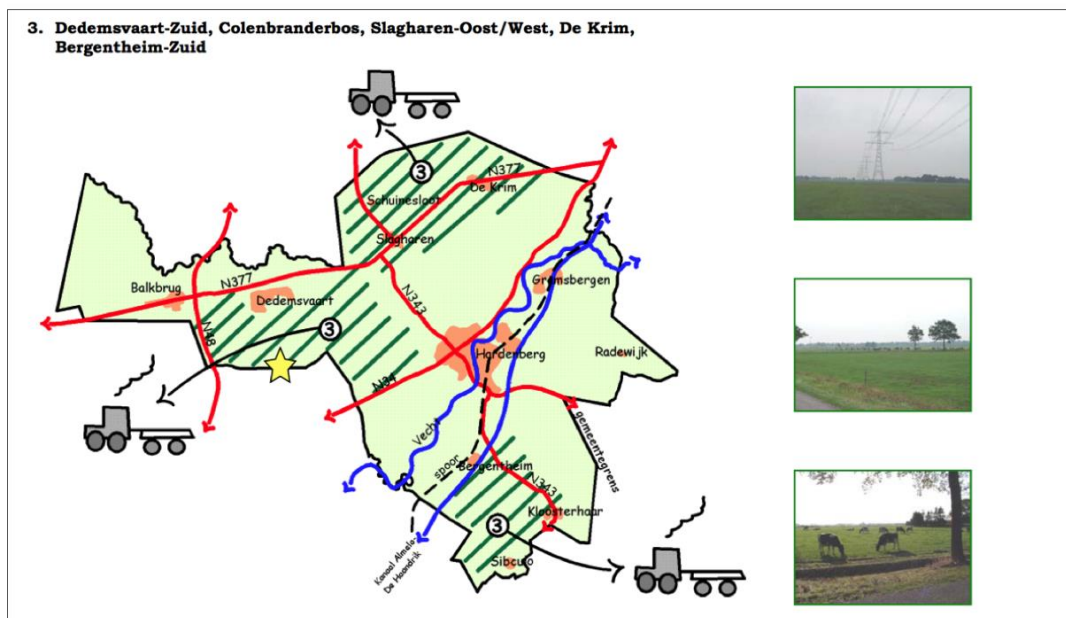 3. Dedemsvaart-Zuid, Colenbranderbos, Slagharen-Oost/West, De Krim,
Bergentheim-Zuid
3
N377
De Krim
Schuinesloot
Slagharen
N377
Balkbrug
Dedemsvaart
N343
Gramsbergen
3
N48
Hardenberg
Radewijk
N34
Vecht
gemeentegrens
spoor
Bergentheim
N343
Kloosterhaar
3
Kanaal Almelo-
De Haandrik
Sibculo